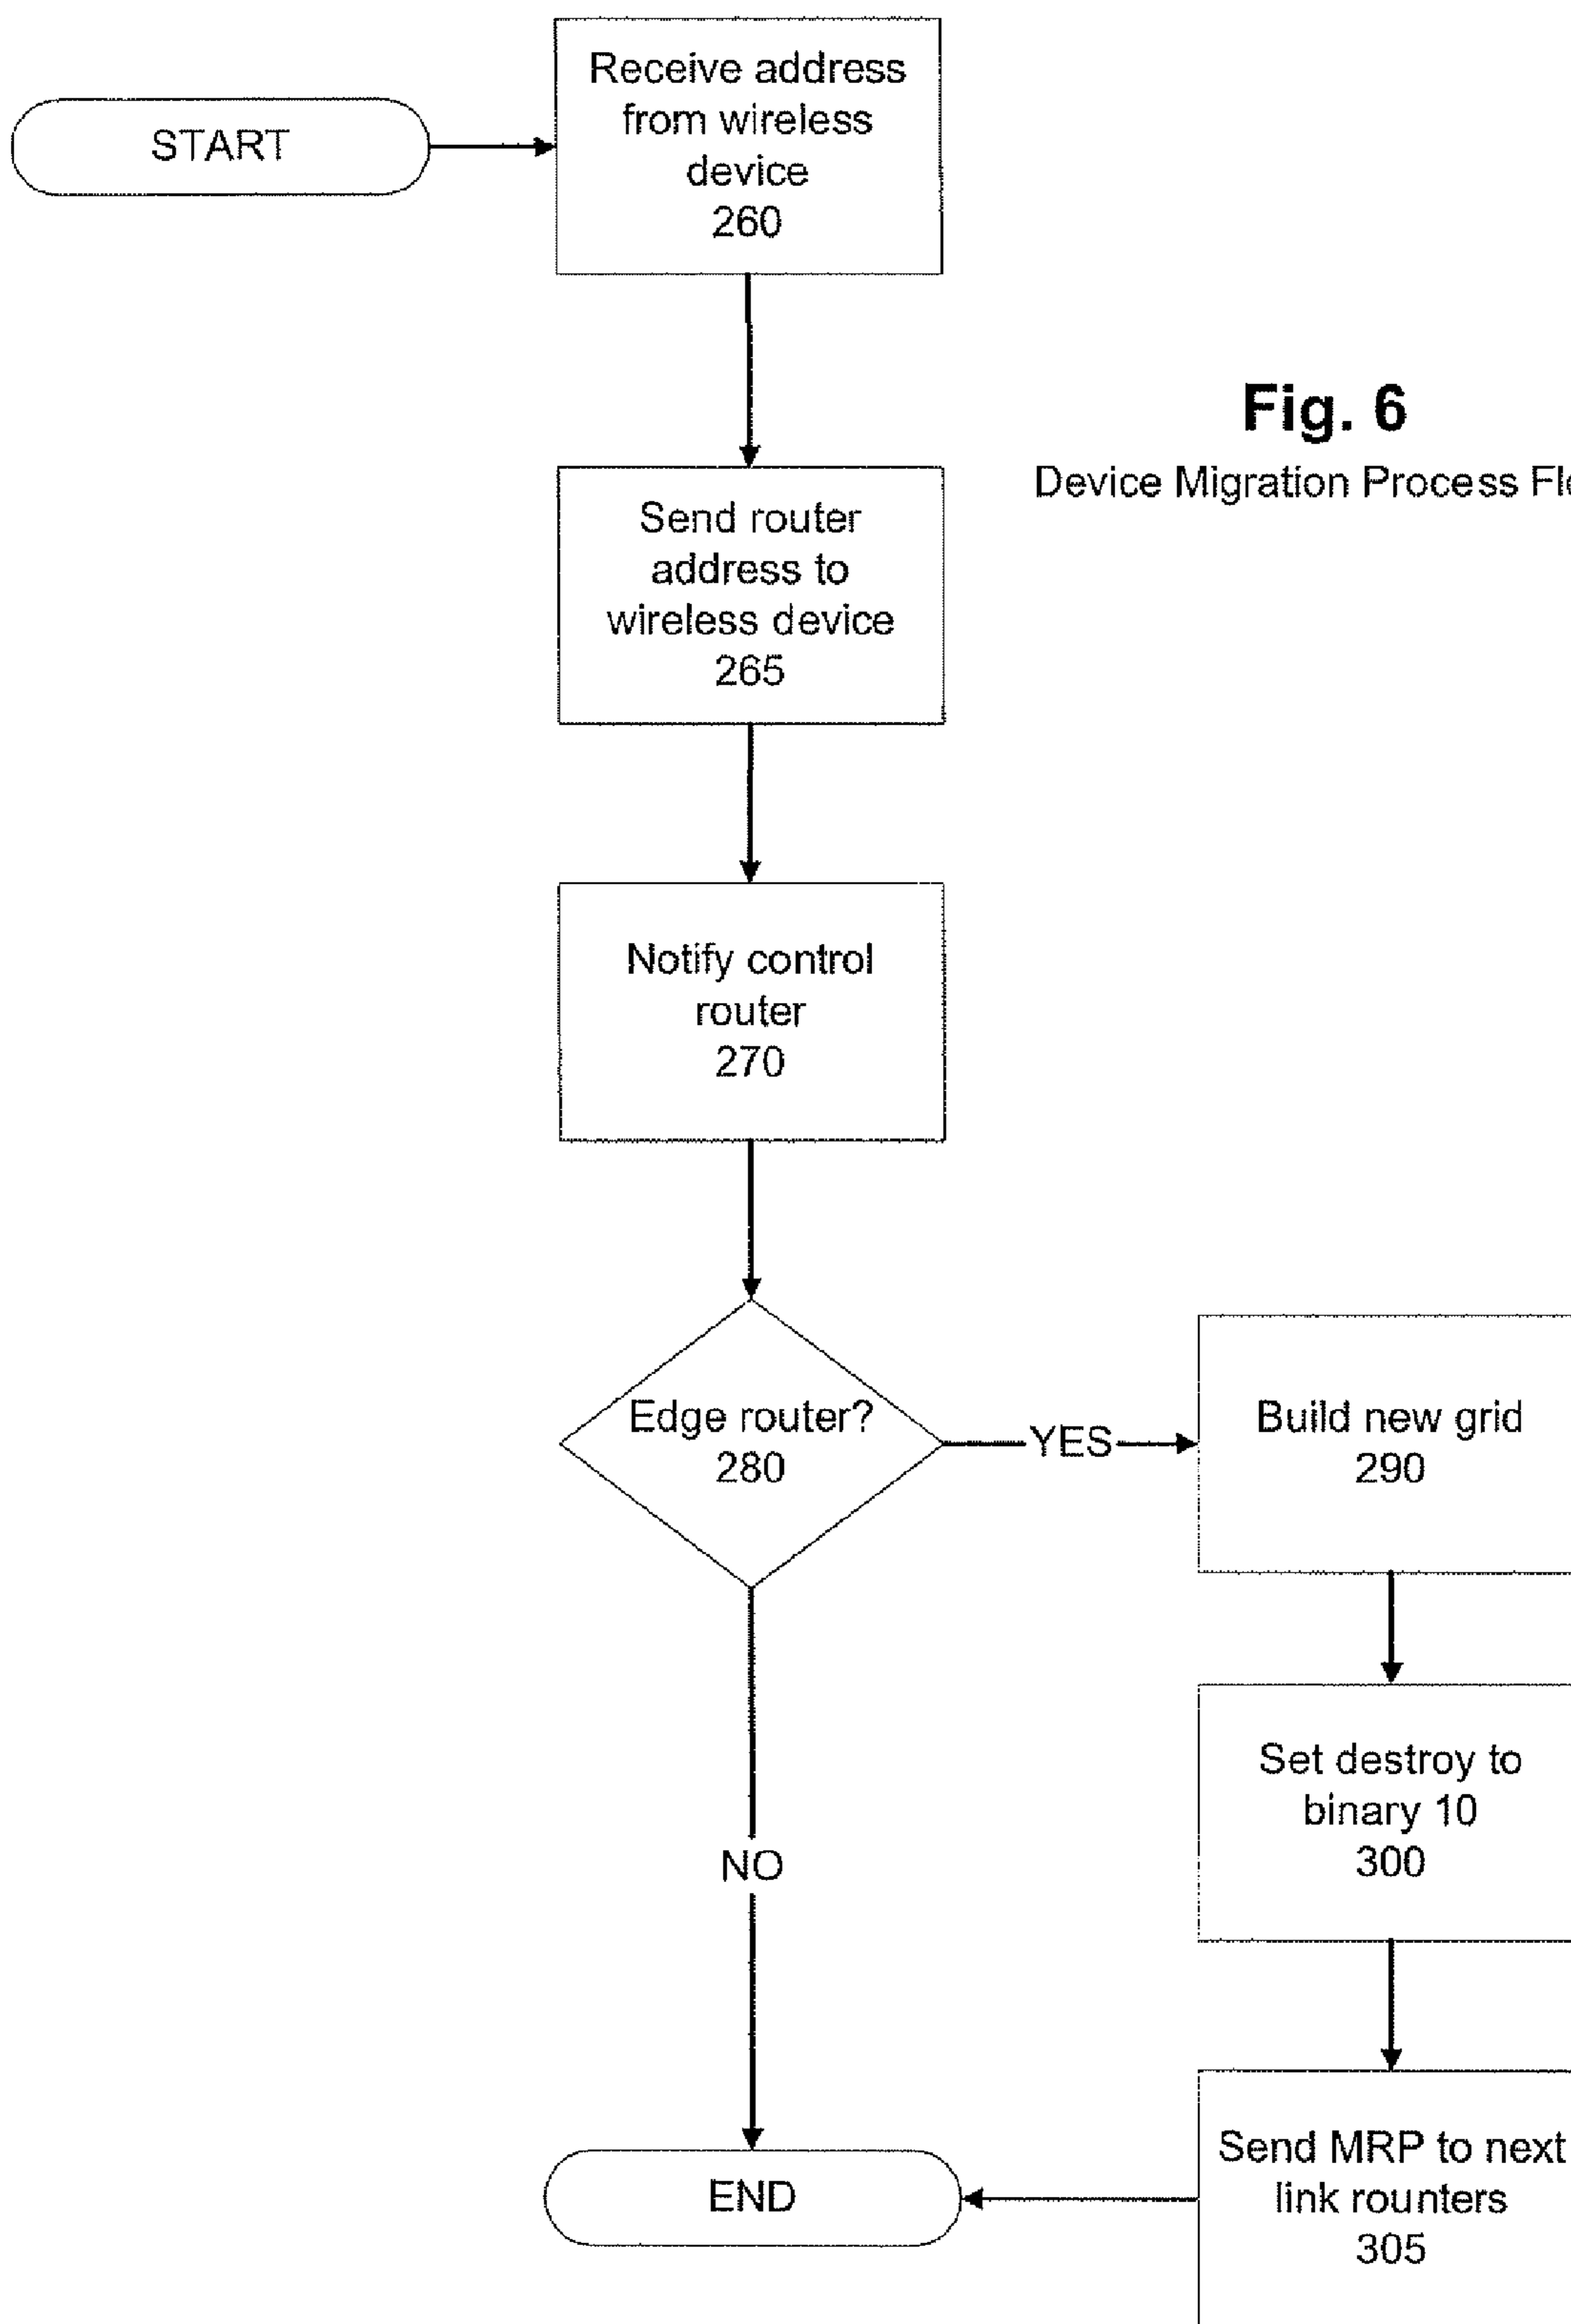 START
Receive address
from wireless
device
260
Fig. 6
Device Migration Process
Send router
address to
wireless device
265
Notify control
router
270
Edge router?
280
YES
Build new grid
290
Set destroy to
binary 10
300
NO
Send MRP to next
link rounters
305
END